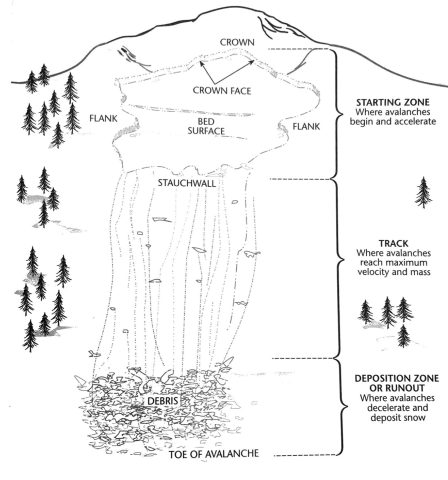 CROWN
CROWN FACE
FLANK
BED
SURFACE
FLANK
STARTING ZONE
Where avalanches
begin and accelerate
STAUCHWALL
TRACK
Where avalanches
reach maximum
velocity and mass
DEPOSITION ZONE
OR RUNOUT
Where avalanches
decelerate and
deposit snow
DEBRIS
TOE OF AVALANCHE